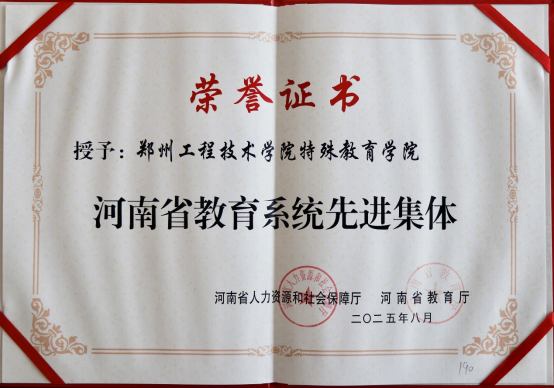 荣誉证书
授予：郑州工程技术学院特殊教育学院
河南省教育系统先进集体
河南省人力资源和社会保障厅 河南省教育厅
二〇二五年八月
190